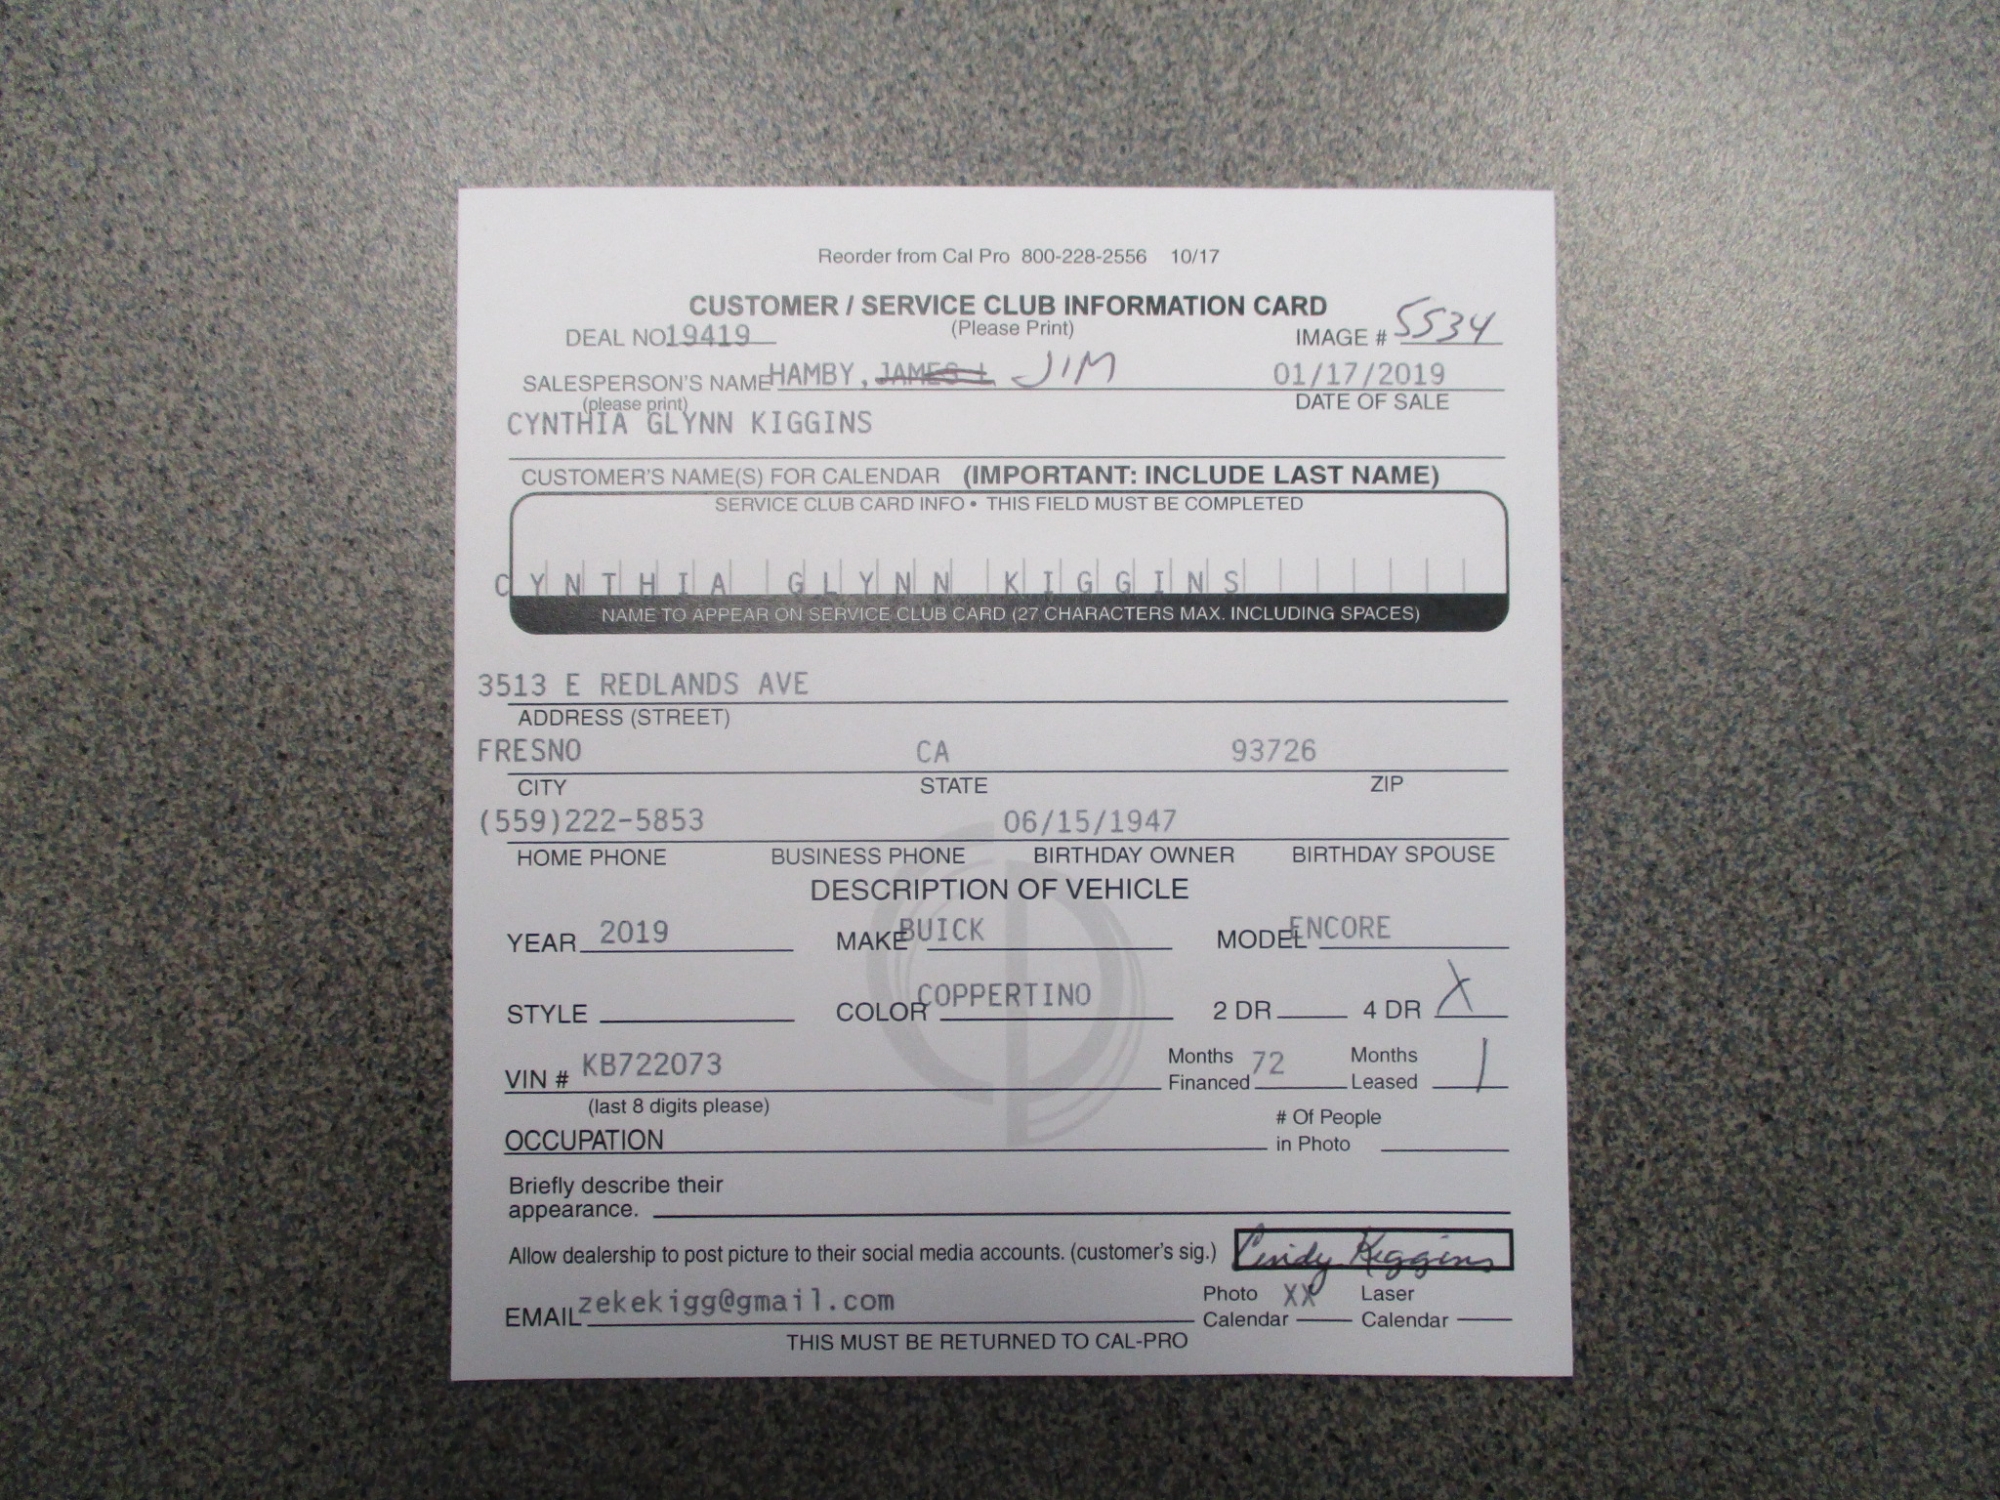 Reorder from Cal Pro 800-228-2556 10/17
CUSTOMER / SERVICE CLUB INFORMATION CARD
(Please Print)
DEAL NO 19419 IMAGE # 5534
SALESPERSON'S NAME HAMBY, JAMES L JIM 01/17/2019
(please print) DATE OF SALE
CYNTHIA GLYNN KIGGINS
CUSTOMER'S NAME(S) FOR CALENDAR (IMPORTANT: INCLUDE LAST NAME)
SERVICE CLUB CARD INFO • THIS FIELD MUST BE COMPLETED
C Y N T H I A G L Y N N K I G G I N S
NAME TO APPEAR ON SERVICE CLUB CARD (27 CHARACTERS MAX. INCLUDING SPACES)
3513 E REDLANDS AVE
ADDRESS (STREET)
FRESNO CA 93726
CITY STATE ZIP
(559)222-5853 06/15/1947
HOME PHONE BUSINESS PHONE BIRTHDAY OWNER BIRTHDAY SPOUSE
DESCRIPTION OF VEHICLE
YEAR 2019 MAKE BUICK MODEL ENCORE
STYLE COLOR COPPERTINO 2 DR 4 DR X
VIN # KB722073 Months Financed 72 Months Leased /
(last 8 digits please)
OCCUPATION # Of People in Photo
Briefly describe their
appearance.
Allow dealership to post picture to their social media accounts. (customer's sig.) Cindy Kiggins
EMAIL zekekigg@gmail.com Photo Calendar XX Laser Calendar
THIS MUST BE RETURNED TO CAL-PRO